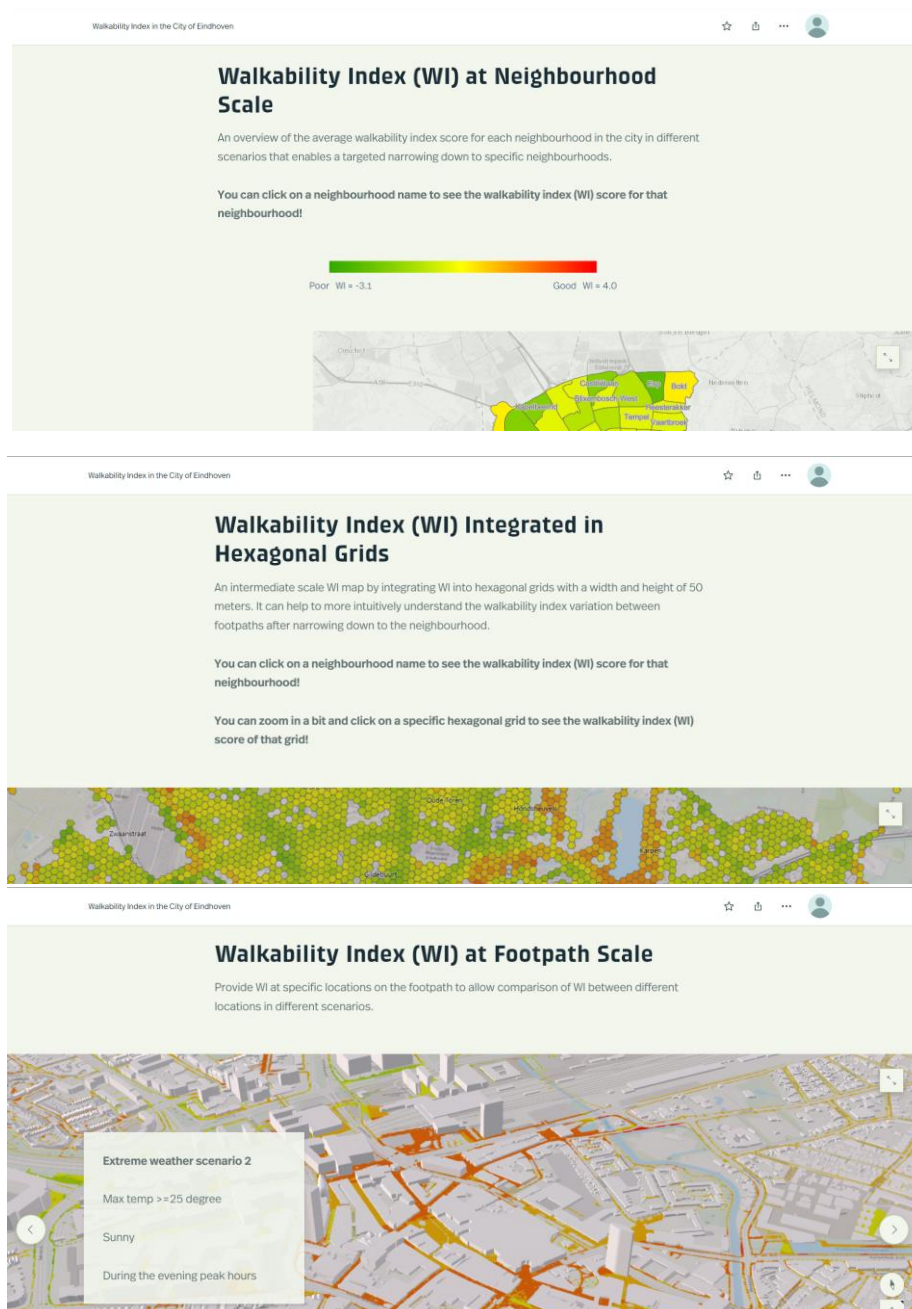 Walkability Index in the City of Eindhoven
Walkability Index (WI) at Neighbourhood
Scale
An overview of the average walkability index score for each neighbourhood in the city in different
scenarios that enables a targeted narrowing down to specific neighbourhoods.
You can click on a neighbourhood name to see the walkability index (WI) score for that
neighbourhood!
Poor WI = -3.1
Good WI = 4.0
Castiliëlaan
Esp
Bokt
Blixembosch-West
Heesterakker
Tempel
Vaartbroek
Walkability Index in the City of Eindhoven
Walkability Index (WI) Integrated in
Hexagonal Grids
An intermediate scale WI map by integrating WI into hexagonal grids with a width and height of 50
meters. It can help to more intuitively understand the walkability index variation between
footpaths after narrowing down to the neighbourhood.
You can click on a neighbourhood name to see the walkability index (WI) score for that
neighbourhood!
You can zoom in a bit and click on a specific hexagonal grid to see the walkability index (WI)
score of that grid!
Oude Toren
Hondsheuvels
Zwaanstraat
Karpen
Gildebuurt
Walkability Index in the City of Eindhoven
Walkability Index (WI) at Footpath Scale
Provide WI at specific locations on the footpath to allow comparison of WI between different
locations in different scenarios.
Extreme weather scenario 2
Max temp >=25 degree
Sunny
During the evening peak hours